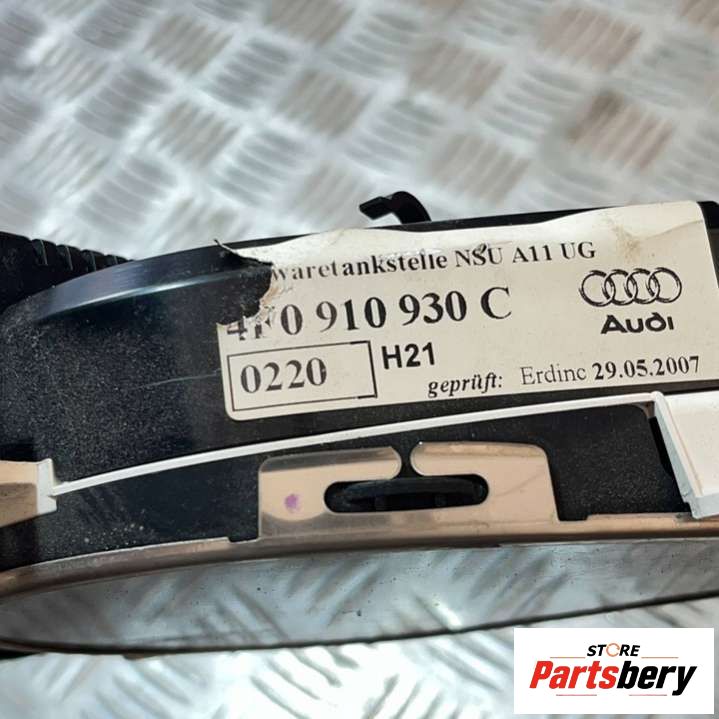 waretankstelle NSU A11 UG
4F0 910 930 C
Audi
0220
H21
geprüft: Erdinc 29.05.2007
STORE
Partsbery